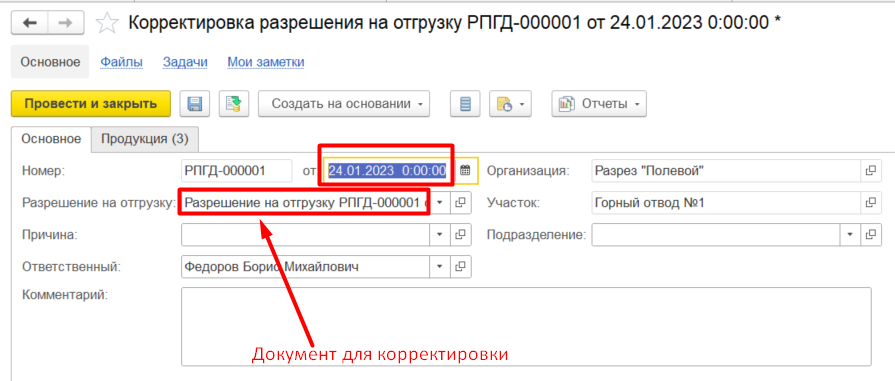 Корректировка разрешения на отгрузку РПГД-000001 от 24.01.2023 0:00:00 *
Основное Файлы Задачи Мои заметки
Провести и закрыть Создать на основании Отчеты
Основное Продукция (3)
Номер: РПГД-000001 от 24.01.2023 0:00:00 Организация: Разрез "Полевой"
Разрешение на отгрузку: Разрешение на отгрузку РПГД-000001 Участок: Горный отвод №1
Причина: Подразделение:
Ответственный: Федоров Борис Михайлович
Комментарий:
Документ для корректировки